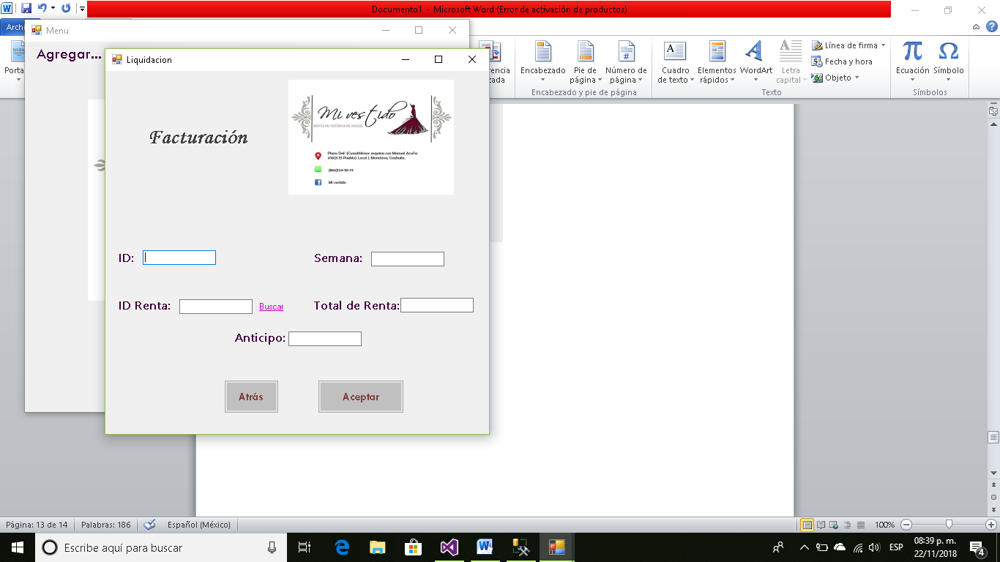 Documento1 - Microsoft Word (Error de activación de productos)
Archi
Menu
Agregar...
Liquidacion
Porta
rencia
zada
Encabezado
Pie de
página
Número de
página
Encabezado y pie de página
Cuadro
de texto
Elementos
rápidos
WordArt
Letra
capital
Línea de firma
Fecha y hora
Objeto
Texto
Ecuación
Símbolo
Símbolos
Facturación
Mi vestido
RENTA DE VESTIDOS DE NOCHE
Plaza Dalí (Cuauhtémoc esquina con Manuel Acuña
#1025 El Pueblo) Local I, Monclova, Coahuila.
(866)124-10-73
Mi vestido
ID:
Semana:
ID Renta:
Buscar
Total de Renta:
Anticipo:
Atrás
Aceptar
Página: 13 de 14
Palabras: 186
Español (México)
100%
Escribe aquí para buscar
ESP
08:39 p. m.
22/11/2018
4